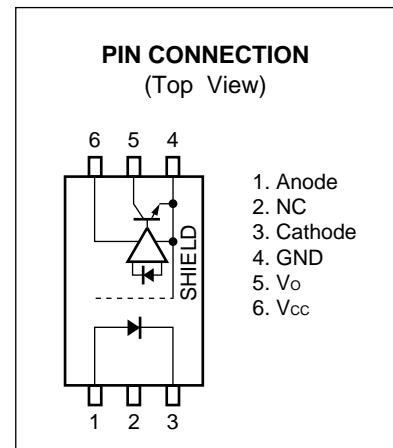 PIN CONNECTION
(Top View)
6 5 4
SHIELD
1 2 3
1. Anode
2. NC
3. Cathode
4. GND
5. Vo
6. Vcc